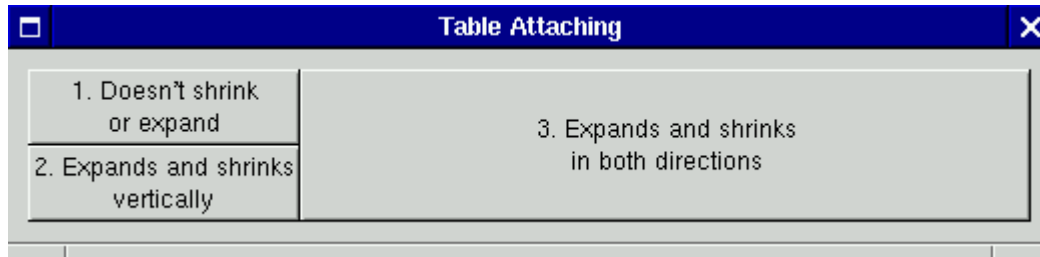 Table Attaching
1. Doesn't shrink
or expand
2. Expands and shrinks
vertically
3. Expands and shrinks
in both directions